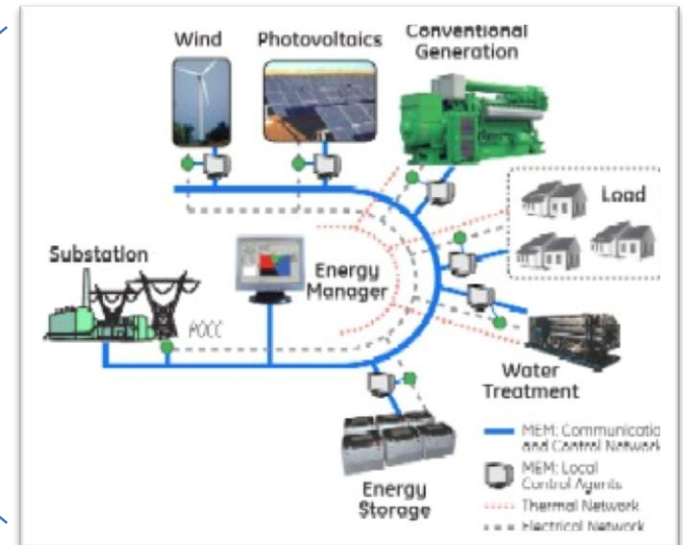 Wind
Photovoltaics
Conventional
Generation
Load
Substation
Energy
Manager
POCC
Water
Treatment
Energy
Storage
MEM: Communicatio
and Control Network
MEM: Local
Control Agents
Thermal Network
Electrical Network